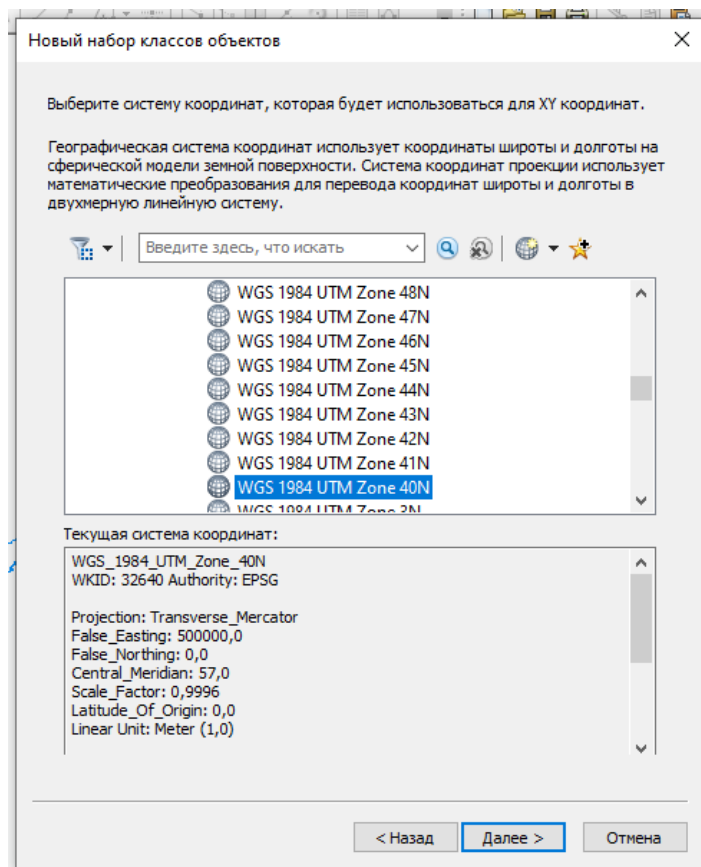 Новый набор классов объектов
Выберите систему координат, которая будет использоваться для XY координат.
Географическая система координат использует координаты широты и долготы на
сферической модели земной поверхности. Система координат проекции использует
математические преобразования для перевода координат широты и долготы в
двухмерную линейную систему.
Введите здесь, что искать
WGS 1984 UTM Zone 48N
WGS 1984 UTM Zone 47N
WGS 1984 UTM Zone 46N
WGS 1984 UTM Zone 45N
WGS 1984 UTM Zone 44N
WGS 1984 UTM Zone 43N
WGS 1984 UTM Zone 42N
WGS 1984 UTM Zone 41N
WGS 1984 UTM Zone 40N
WGS 1984 UTM Zone 3N
Текущая система координат:
WGS_1984_UTM_Zone_40N
WKID: 32640 Authority: EPSG
Projection: Transverse_Mercator
False_Easting: 500000,0
False_Northing: 0,0
Central_Meridian: 57,0
Scale_Factor: 0,9996
Latitude_Of_Origin: 0,0
Linear Unit: Meter (1,0)
< Назад Далее > Отмена